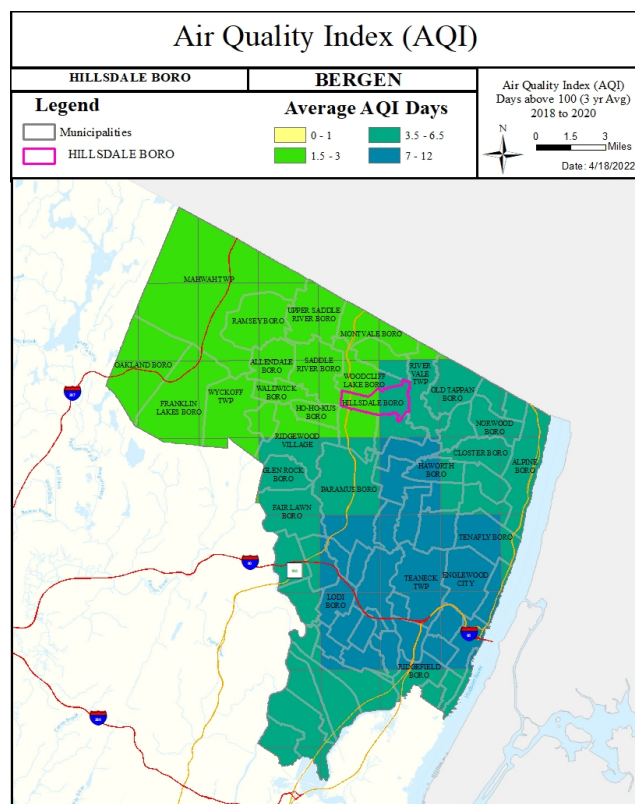 Air Quality Index (AQI)
HILLSDALE BORO
BERGEN
Legend
Municipalities
HILLSDALE BORO
Average AQI Days
0 - 1
1.5 - 3
3.5 - 6.5
7 - 12
Air Quality Index (AQI)
Days above 100 (3 yr Avg)
2018 to 2020
N
0 1.5 3
Miles
Date: 4/18/2022
MAHWAH TWP
RAMSEY BORO
UPPER SADDLE
RIVER BORO
MONTVALE BORO
OAKLAND BORO
ALLENDALE
BORO
SADDLE
RIVER BORO
RIVER
VALE TWP
WOODCLIFF
LAKE BORO
OLD TAPPAN
BORO
FRANKLIN
LAKES BORO
WYCKOFF
TWP
WALDWICK
BORO
HILLSDALE BORO
HO-HO-KUS
BORO
NORWOOD
BORO
RIDGEWOOD
VILLAGE
CLOSTER BORO
HAWORTH
BORO
ALPINE
BORO
GLEN ROCK
BORO
PARAMUS BORO
FAIR LAWN
BORO
TENAFLY BORO
TEANECK
TWP
ENGLEWOOD
CITY
LODI
BORO
RIDGEFIELD
BORO
287
80